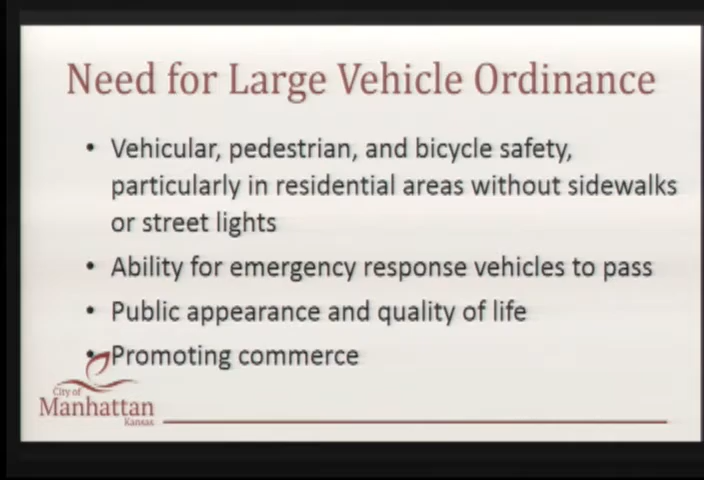 Need for Large Vehicle Ordinance
• Vehicular, pedestrian, and bicycle safety,
particularly in residential areas without sidewalks
or street lights
• Ability for emergency response vehicles to pass
• Public appearance and quality of life
• Promoting commerce
City of
Manhattan
Kansas